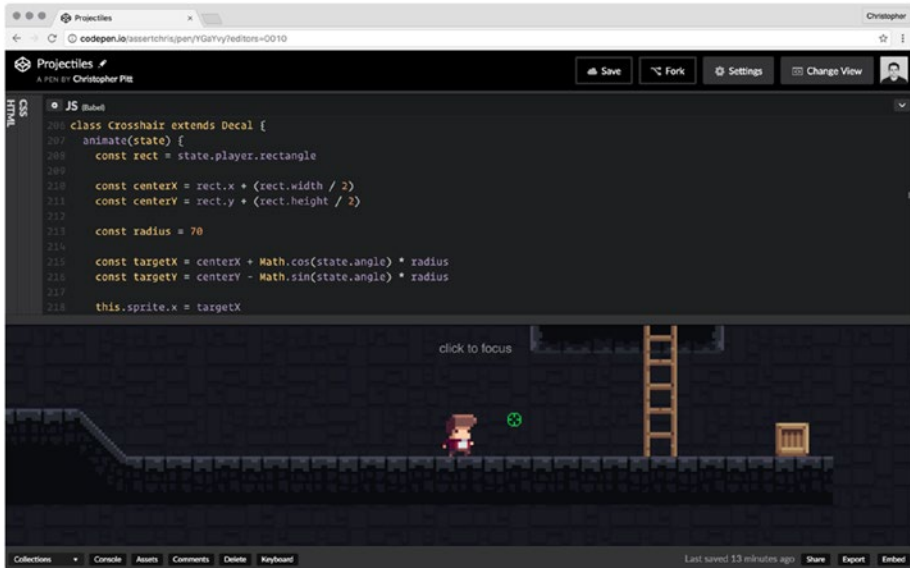 Projectiles
Christopher
codepen.io/assertchris/pen/YGaYvy?editors=0010
Projectiles
A PEN BY Christopher Pitt
Save
Fork
Settings
Change View
HTML
CSS
JS (Babel)
206 class Crosshair extends Decal {
207 animate(state) {
208 const rect = state.player.rectangle
209
210 const centerX = rect.x + (rect.width / 2)
211 const centerY = rect.y + (rect.height / 2)
212
213 const radius = 70
214
215 const targetX = centerX + Math.cos(state.angle) * radius
216 const targetY = centerY - Math.sin(state.angle) * radius
217
218 this.sprite.x = targetX
click to focus
Collections
Console
Assets
Comments
Delete
Keyboard
Last saved 13 minutes ago
Share
Export
Embed